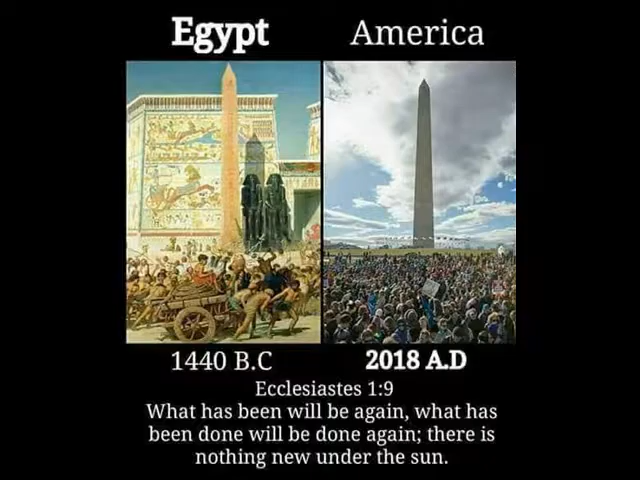 Egypt
America
1440 B.C
2018 A.D
Ecclesiastes 1:9
What has been will be again, what has
been done will be done again; there is
nothing new under the sun.